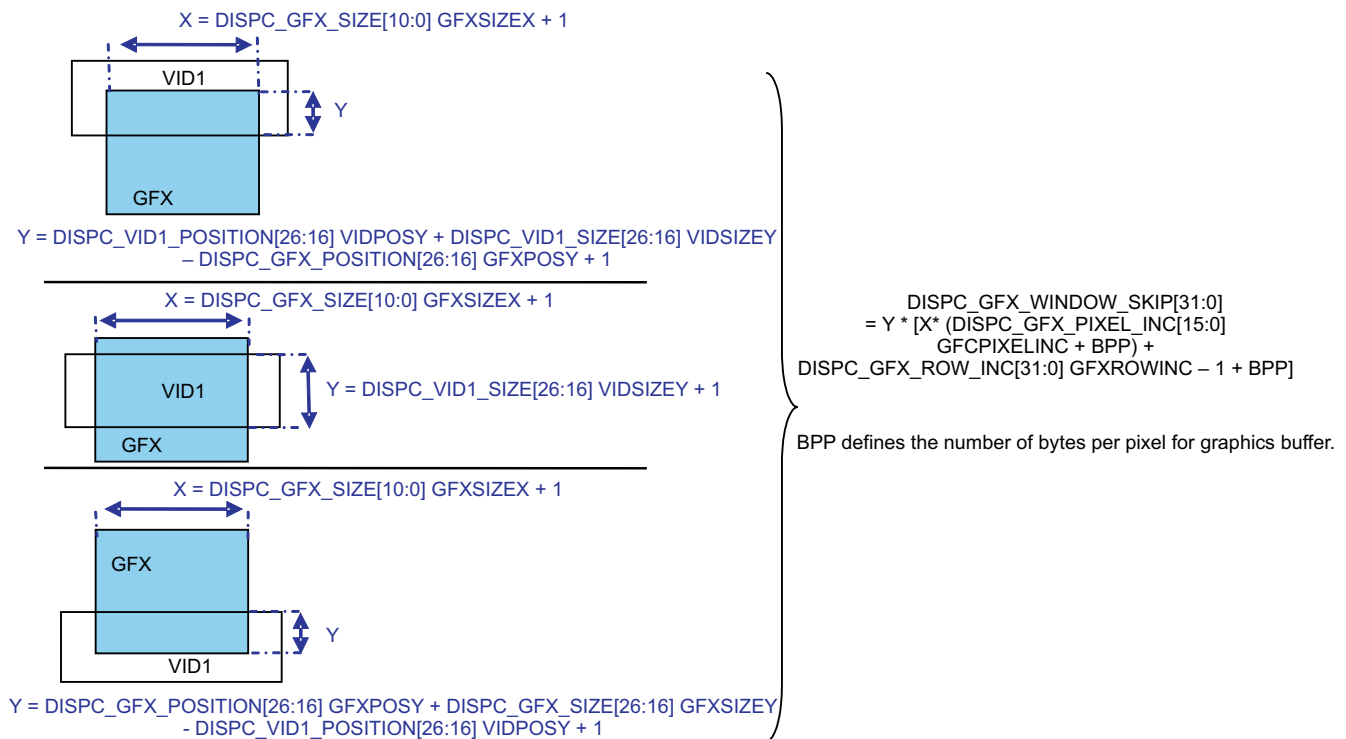 X = DISPC_GFX_SIZE[10:0] GFXSIZEX + 1
VID1
Y
GFX
Y = DISPC_VID1_POSITION[26:16] VIDPOSY + DISPC_VID1_SIZE[26:16] VIDSIZEY
– DISPC_GFX_POSITION[26:16] GFXPOSY + 1
X = DISPC_GFX_SIZE[10:0] GFXSIZEX + 1
VID1
Y = DISPC_VID1_SIZE[26:16] VIDSIZEY + 1
GFX
X = DISPC_GFX_SIZE[10:0] GFXSIZEX + 1
GFX
Y
VID1
Y = DISPC_GFX_POSITION[26:16] GFXPOSY + DISPC_GFX_SIZE[26:16] GFXSIZEY
- DISPC_VID1_POSITION[26:16] VIDPOSY + 1
DISPC_GFX_WINDOW_SKIP[31:0]
= Y * [X* (DISPC_GFX_PIXEL_INC[15:0]
GFCPIXELINC + BPP) +
DISPC_GFX_ROW_INC[31:0] GFXROWINC – 1 + BPP]
BPP defines the number of bytes per pixel for graphics buffer.